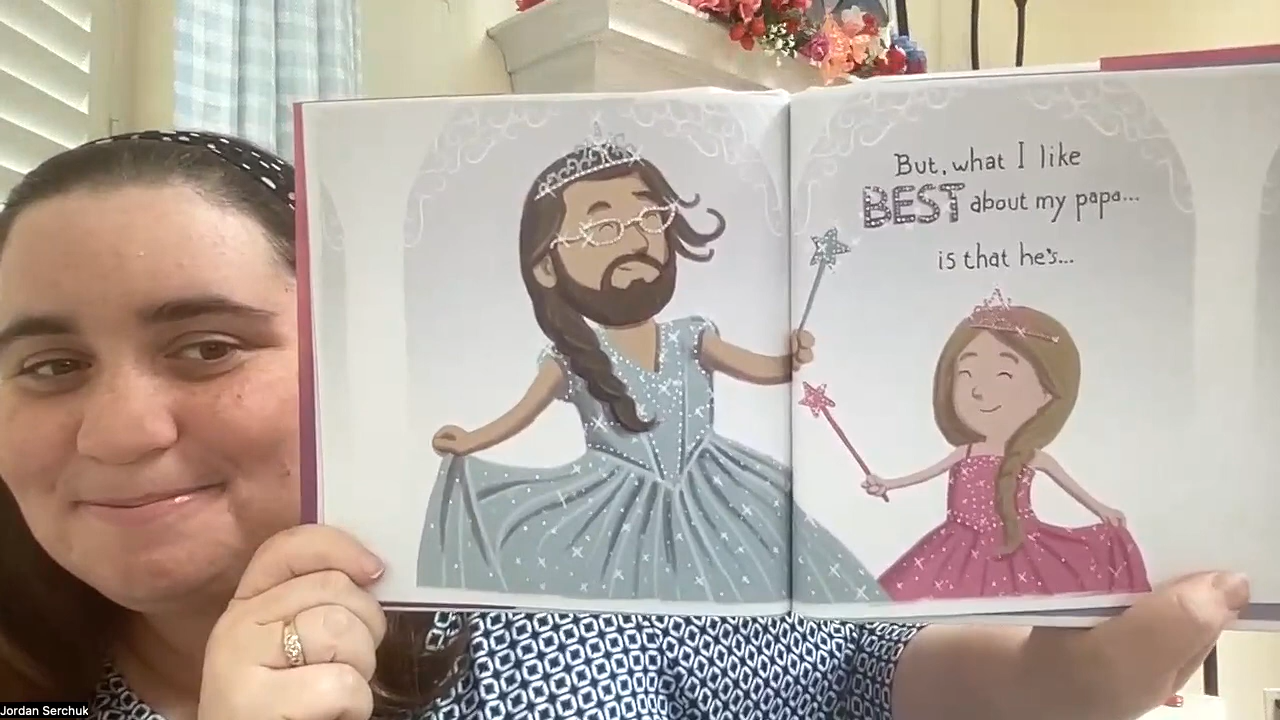 But, what I like
BEST about my papa...
is that he's...
Jordan Serchuk